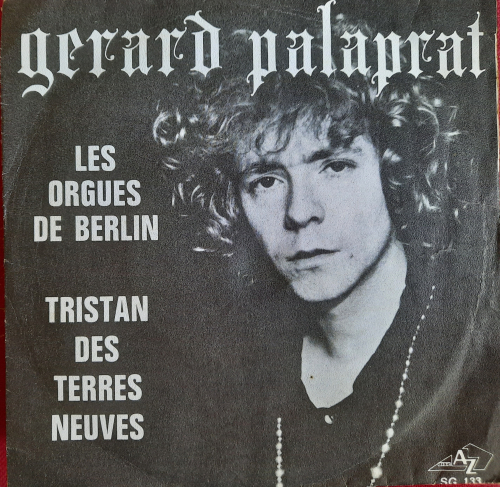 gerard palaprat
LES
ORGUES
DE BERLIN
TRISTAN
DES
TERRES
NEUVES
AZ
SG 133